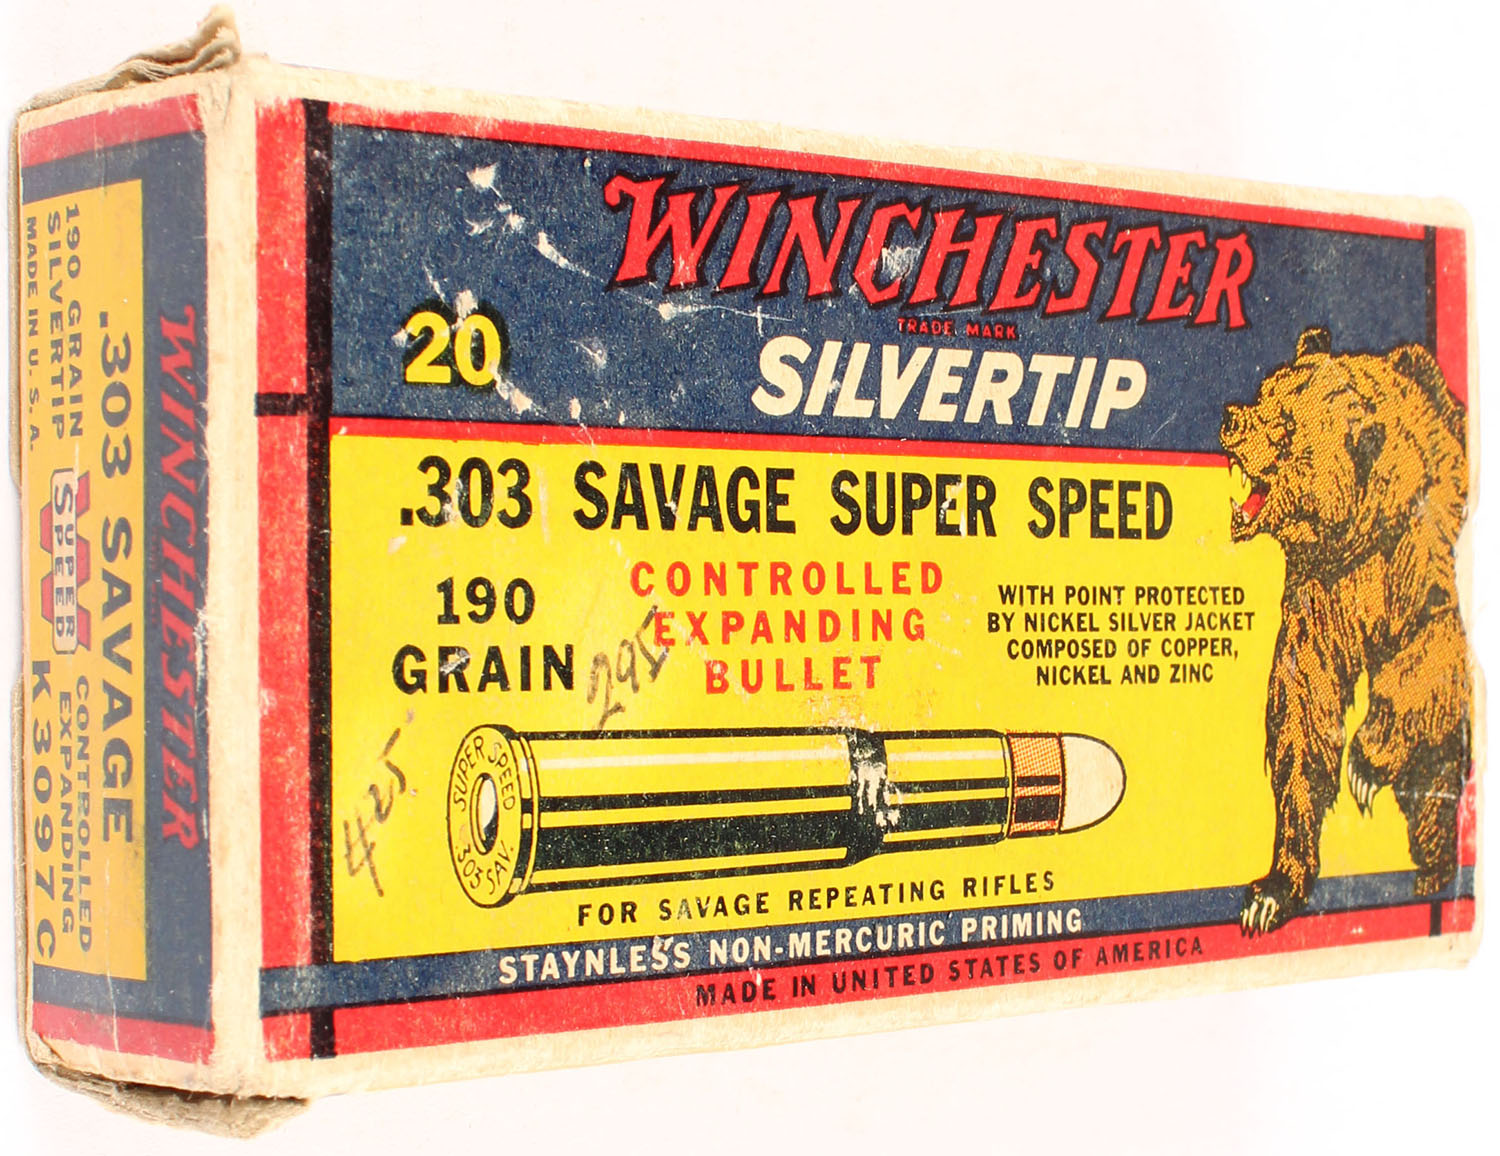 WINCHESTER
TRADE MARK
SILVERTIP
20
.303 SAVAGE SUPER SPEED
190
GRAIN
CONTROLLED
EXPANDING
BULLET
WITH POINT PROTECTED
BY NICKEL SILVER JACKET
COMPOSED OF COPPER,
NICKEL AND ZINC
295
425
SUPER SPEED
303 SAV.
FOR SAVAGE REPEATING RIFLES
STAYNLESS NON-MERCURIC PRIMING
MADE IN UNITED STATES OF AMERICA
WINCHESTER
.303 SAVAGE
190 GRAIN
SILVERTIP
MADE IN U.S.A.
W
SUPER
SPEED
CONTROLLED
EXPANDING
K3097C